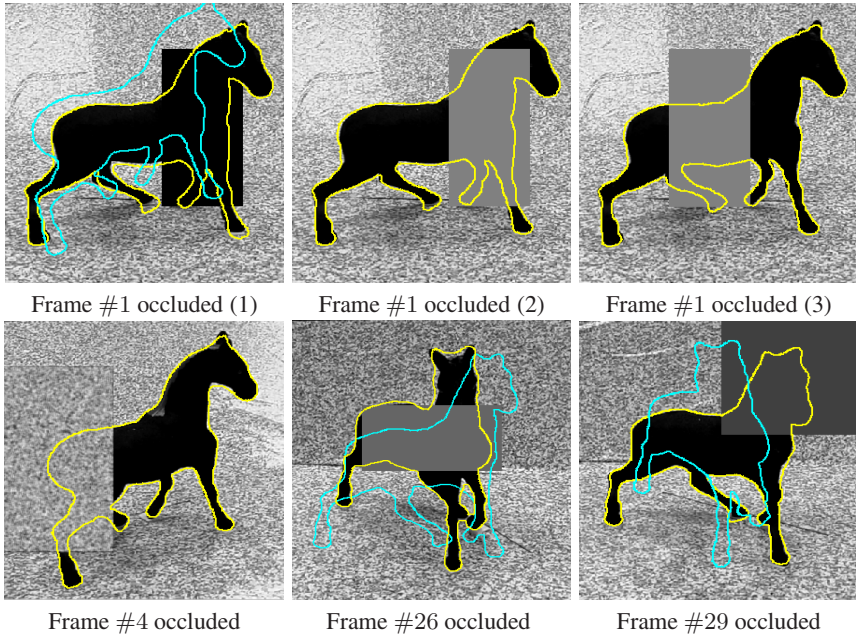 Frame #1 occluded (1)
Frame #1 occluded (2)
Frame #1 occluded (3)
Frame #4 occluded
Frame #26 occluded
Frame #29 occluded